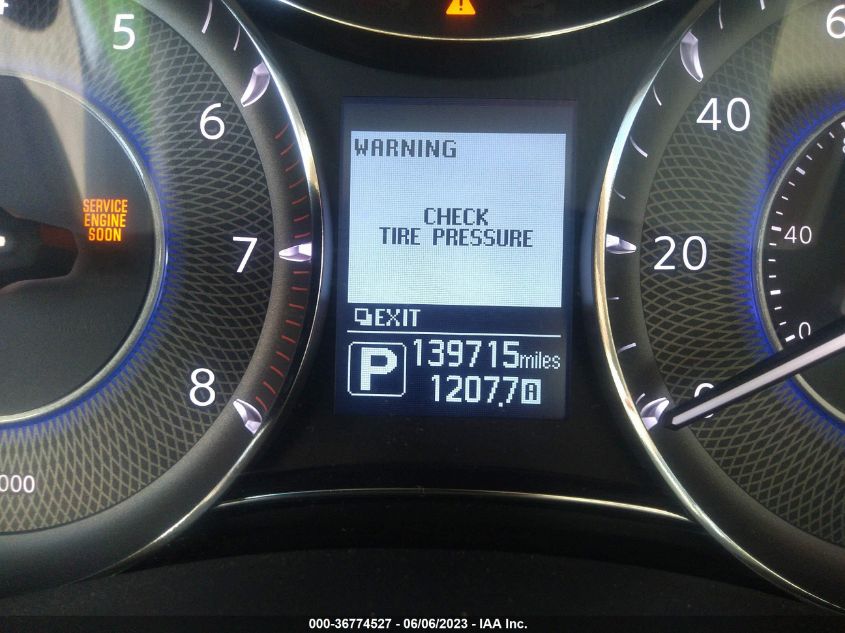 5
6
7
8
000
SERVICE
ENGINE
SOON
WARNING
CHECK
TIRE PRESSURE
EXIT
P 139715miles
1207.7 A
6
40
20
0
40
0
000-36774527 - 06/06/2023 - IAA Inc.